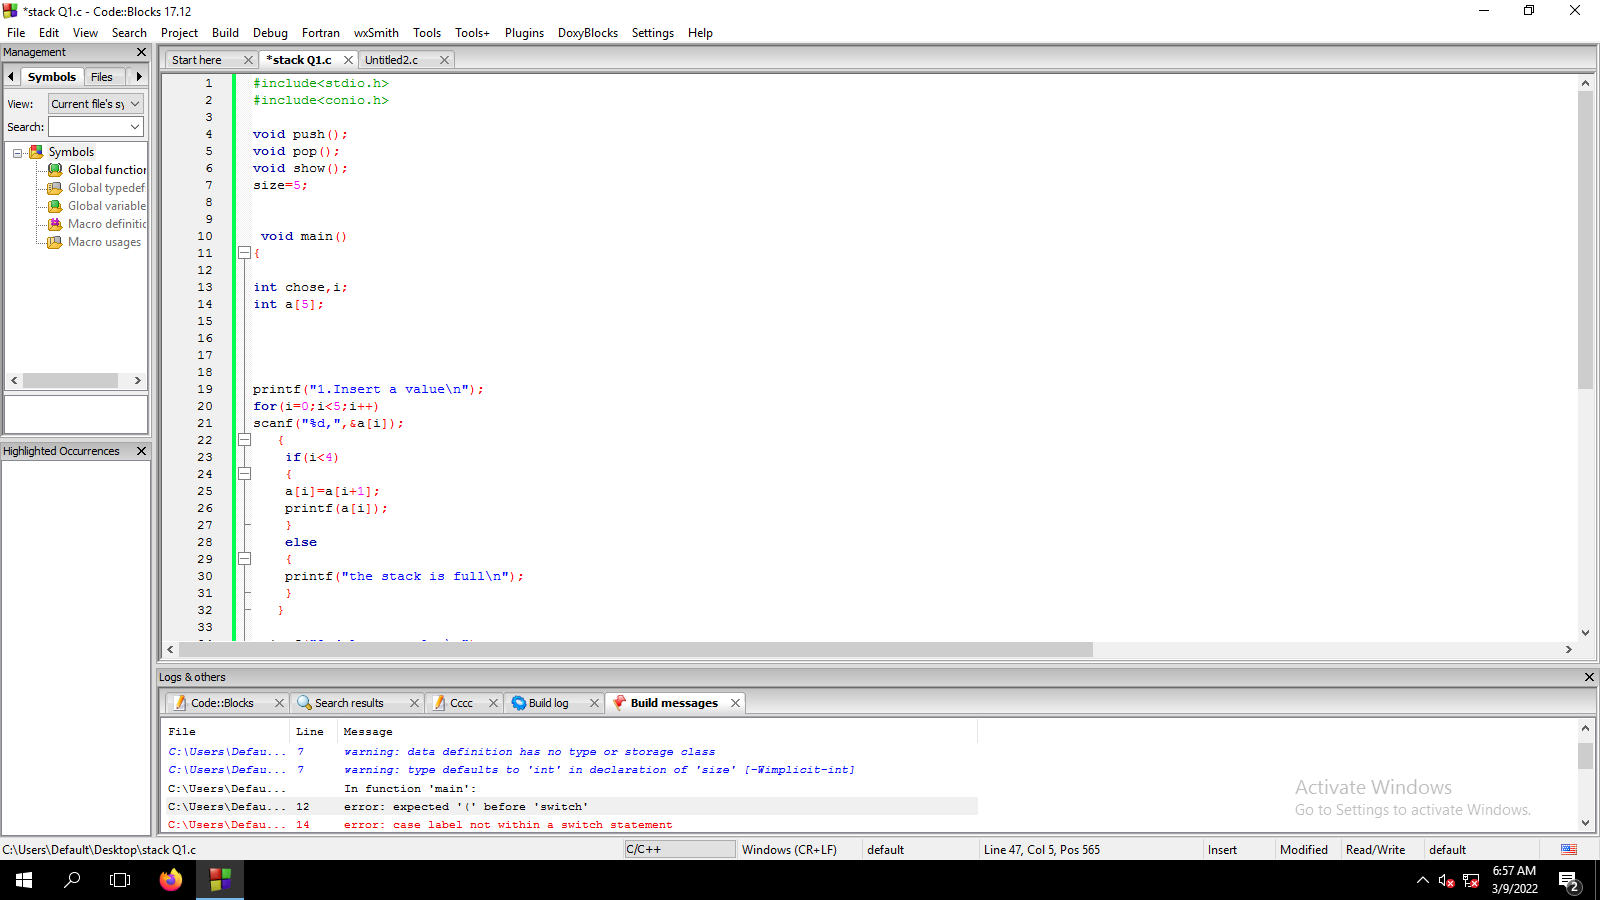 *stack Q1.c - Code::Blocks 17.12
File Edit View Search Project Build Debug Fortran wxSmith Tools Tools+ Plugins DoxyBlocks Settings Help
Management
Symbols Files
View: Current file's sy
Search:
Symbols
Global function
Global typedef
Global variable
Macro definitic
Macro usages
Highlighted Occurrences
Start here *stack Q1.c Untitled2.c
1 #include<stdio.h>
2 #include<conio.h>
3
4 void push();
5 void pop();
6 void show();
7 size=5;
8
9
10 void main()
11 {
12
13 int chose,i;
14 int a[5];
15
16
17
18
19 printf("1.Insert a value\n");
20 for(i=0;i<5;i++)
21 scanf("%d,",&a[i]);
22 {
23 if(i<4)
24 {
25 a[i]=a[i+1];
26 printf(a[i]);
27 }
28 else
29 {
30 printf("the stack is full\n");
31 }
32 }
33
Logs & others
Code::Blocks Search results Cccc Build log Build messages
File Line Message
C:\Users\Defau... 7 warning: data definition has no type or storage class
C:\Users\Defau... 7 warning: type defaults to 'int' in declaration of 'size' [-Wimplicit-int]
C:\Users\Defau... In function 'main':
C:\Users\Defau... 12 error: expected '(' before 'switch'
C:\Users\Defau... 14 error: case label not within a switch statement
Activate Windows
Go to Settings to activate Windows.
C:\Users\Default\Desktop\stack Q1.c C/C++ Windows (CR+LF) default Line 47, Col 5, Pos 565 Insert Modified Read/Write default
6:57 AM
3/9/2022
2